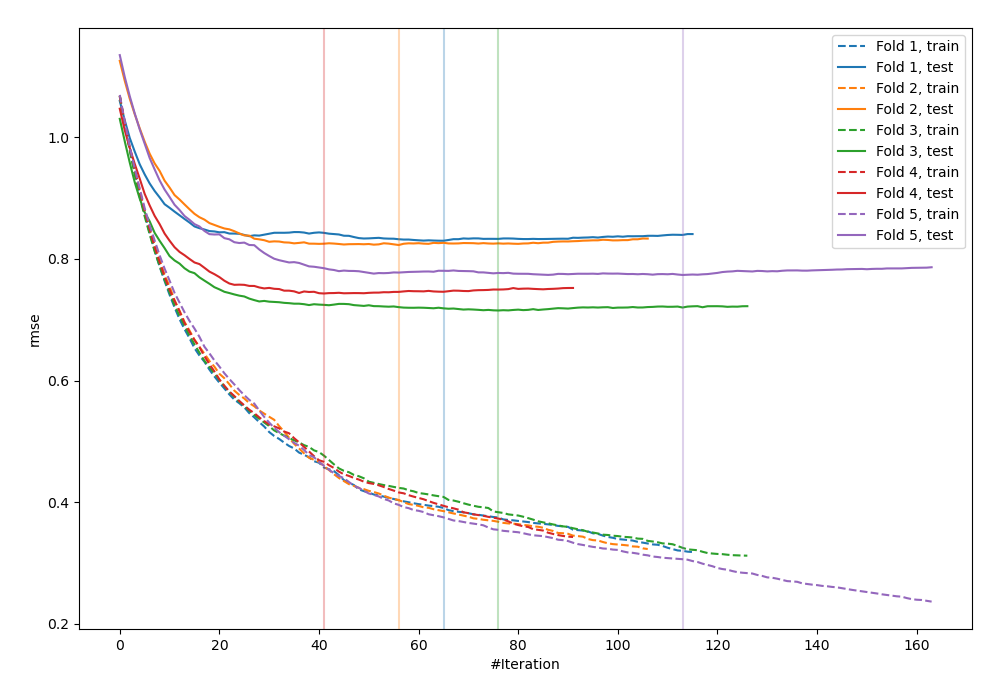 Fold 1, train
Fold 1, test
Fold 2, train
Fold 2, test
Fold 3, train
Fold 3, test
Fold 4, train
Fold 4, test
Fold 5, train
Fold 5, test
rmse
1.0
0.8
0.6
0.4
0.2
0 20 40 60 80 100 120 140 160
#Iteration